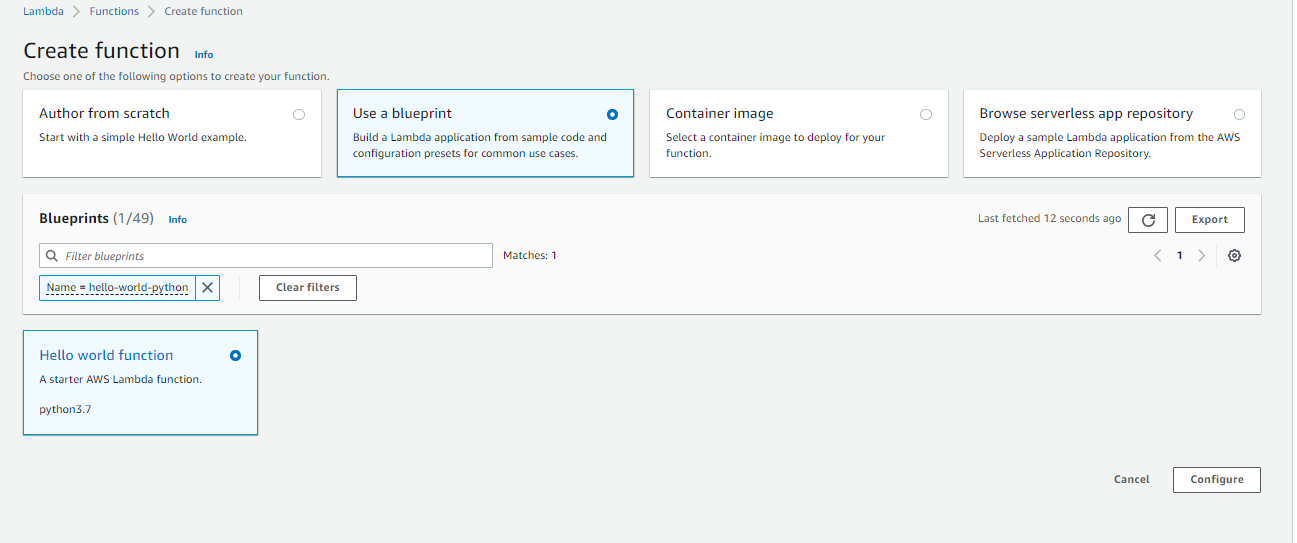 Lambda > Functions > Create function
Create function Info
Choose one of the following options to create your function.
Author from scratch
Start with a simple Hello World example.
Use a blueprint
Build a Lambda application from sample code and
configuration presets for common use cases.
Container image
Select a container image to deploy for your
function.
Browse serverless app repository
Deploy a sample Lambda application from the AWS
Serverless Application Repository.
Blueprints (1/49) Info
Last fetched 12 seconds ago
Export
Filter blueprints
Matches: 1
1
Name = hello-world-python
Clear filters
Hello world function
A starter AWS Lambda function.
python3.7
Cancel
Configure